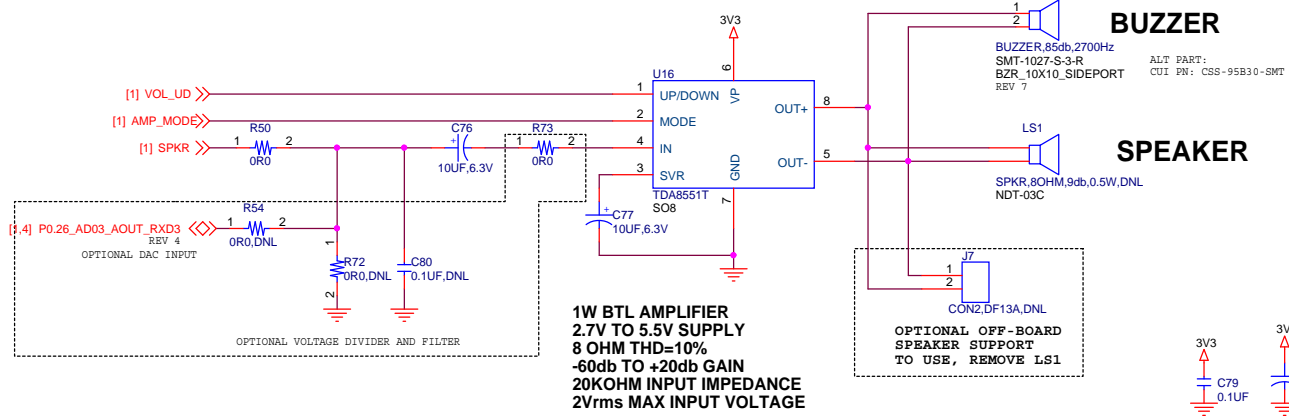 BUZZER
1
2
BUZZER,85db,2700Hz
SMT-1027-S-3-R
BZR_10X10_SIDEPORT
REV 7
ALT PART:
CUI PN: CSS-95B30-SMT
3V3
6
U16
[1] VOL_UD
1
UP/DOWN
VP
OUT+
8
[1] AMP_MODE
2
MODE
[1] SPKR
1
R50
2
0R0
C76
+
10UF,6.3V
1
R73
2
0R0
4
IN
OUT-
5
3
SVR
GND
7
TDA8551T
SO8
+
C77
10UF,6.3V
LS1
SPEAKER
SPKR,8OHM,9db,0.5W,DNL
NDT-03C
[1,4] P0.26_AD03_AOUT_RXD3
REV 4
OPTIONAL DAC INPUT
1
R54
2
0R0,DNL
1
R72
0R0,DNL
2
C80
0.1UF,DNL
OPTIONAL VOLTAGE DIVIDER AND FILTER
J7
1
2
CON2,DF13A,DNL
OPTIONAL OFF-BOARD
SPEAKER SUPPORT
TO USE, REMOVE LS1
1W BTL AMPLIFIER
2.7V TO 5.5V SUPPLY
8 OHM THD=10%
-60db TO +20db GAIN
20KOHM INPUT IMPEDANCE
2Vrms MAX INPUT VOLTAGE
3V3
C79
0.1UF